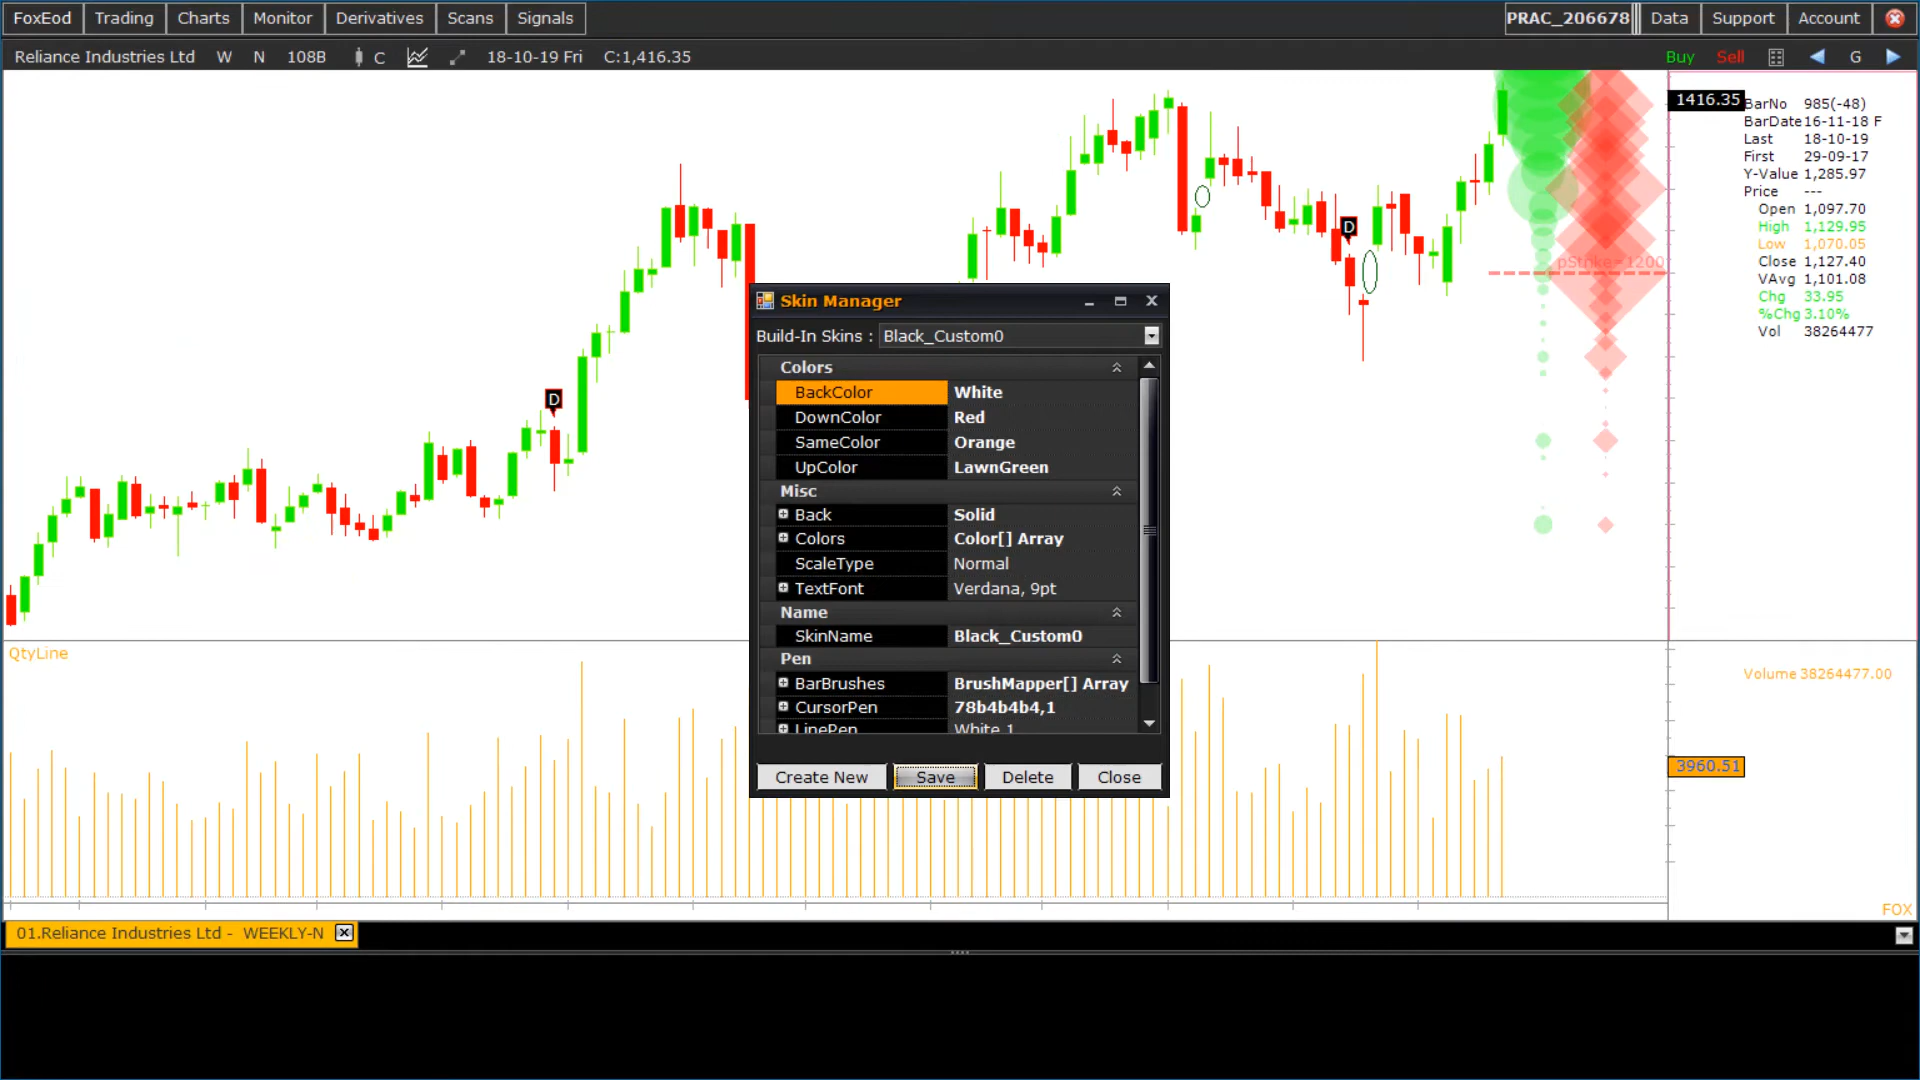 FoxEod Trading Charts Monitor Derivatives Scans Signals PRAC_206678 Data Support Account
Reliance Industries Ltd W N 108B C 18-10-19 Fri C:1,416.35 Buy Sell G
1416.35
BarNo 985(-48)
BarDate 16-11-18 F
Last 18-10-19
First 29-09-17
Y-Value 1,285.97
Price ---
Open 1,097.70
High 1,129.95
Low 1,070.05
Close 1,127.40
VAvg 1,101.08
Chg 33.95
%Chg 3.10%
Vol 38264477
D
D
pStrike=1200
Skin Manager
Build-In Skins : Black_Custom0
Colors
BackColor White
DownColor Red
SameColor Orange
UpColor LawnGreen
Misc
Back Solid
Colors Color[] Array
ScaleType Normal
TextFont Verdana, 9pt
Name
SkinName Black_Custom0
Pen
BarBrushes BrushMapper[] Array
CursorPen 78b4b4b4,1
LinePen White 1
Create New Save Delete Close
QtyLine
Volume 38264477.00
3960.51
FOX
01.Reliance Industries Ltd - WEEKLY-N